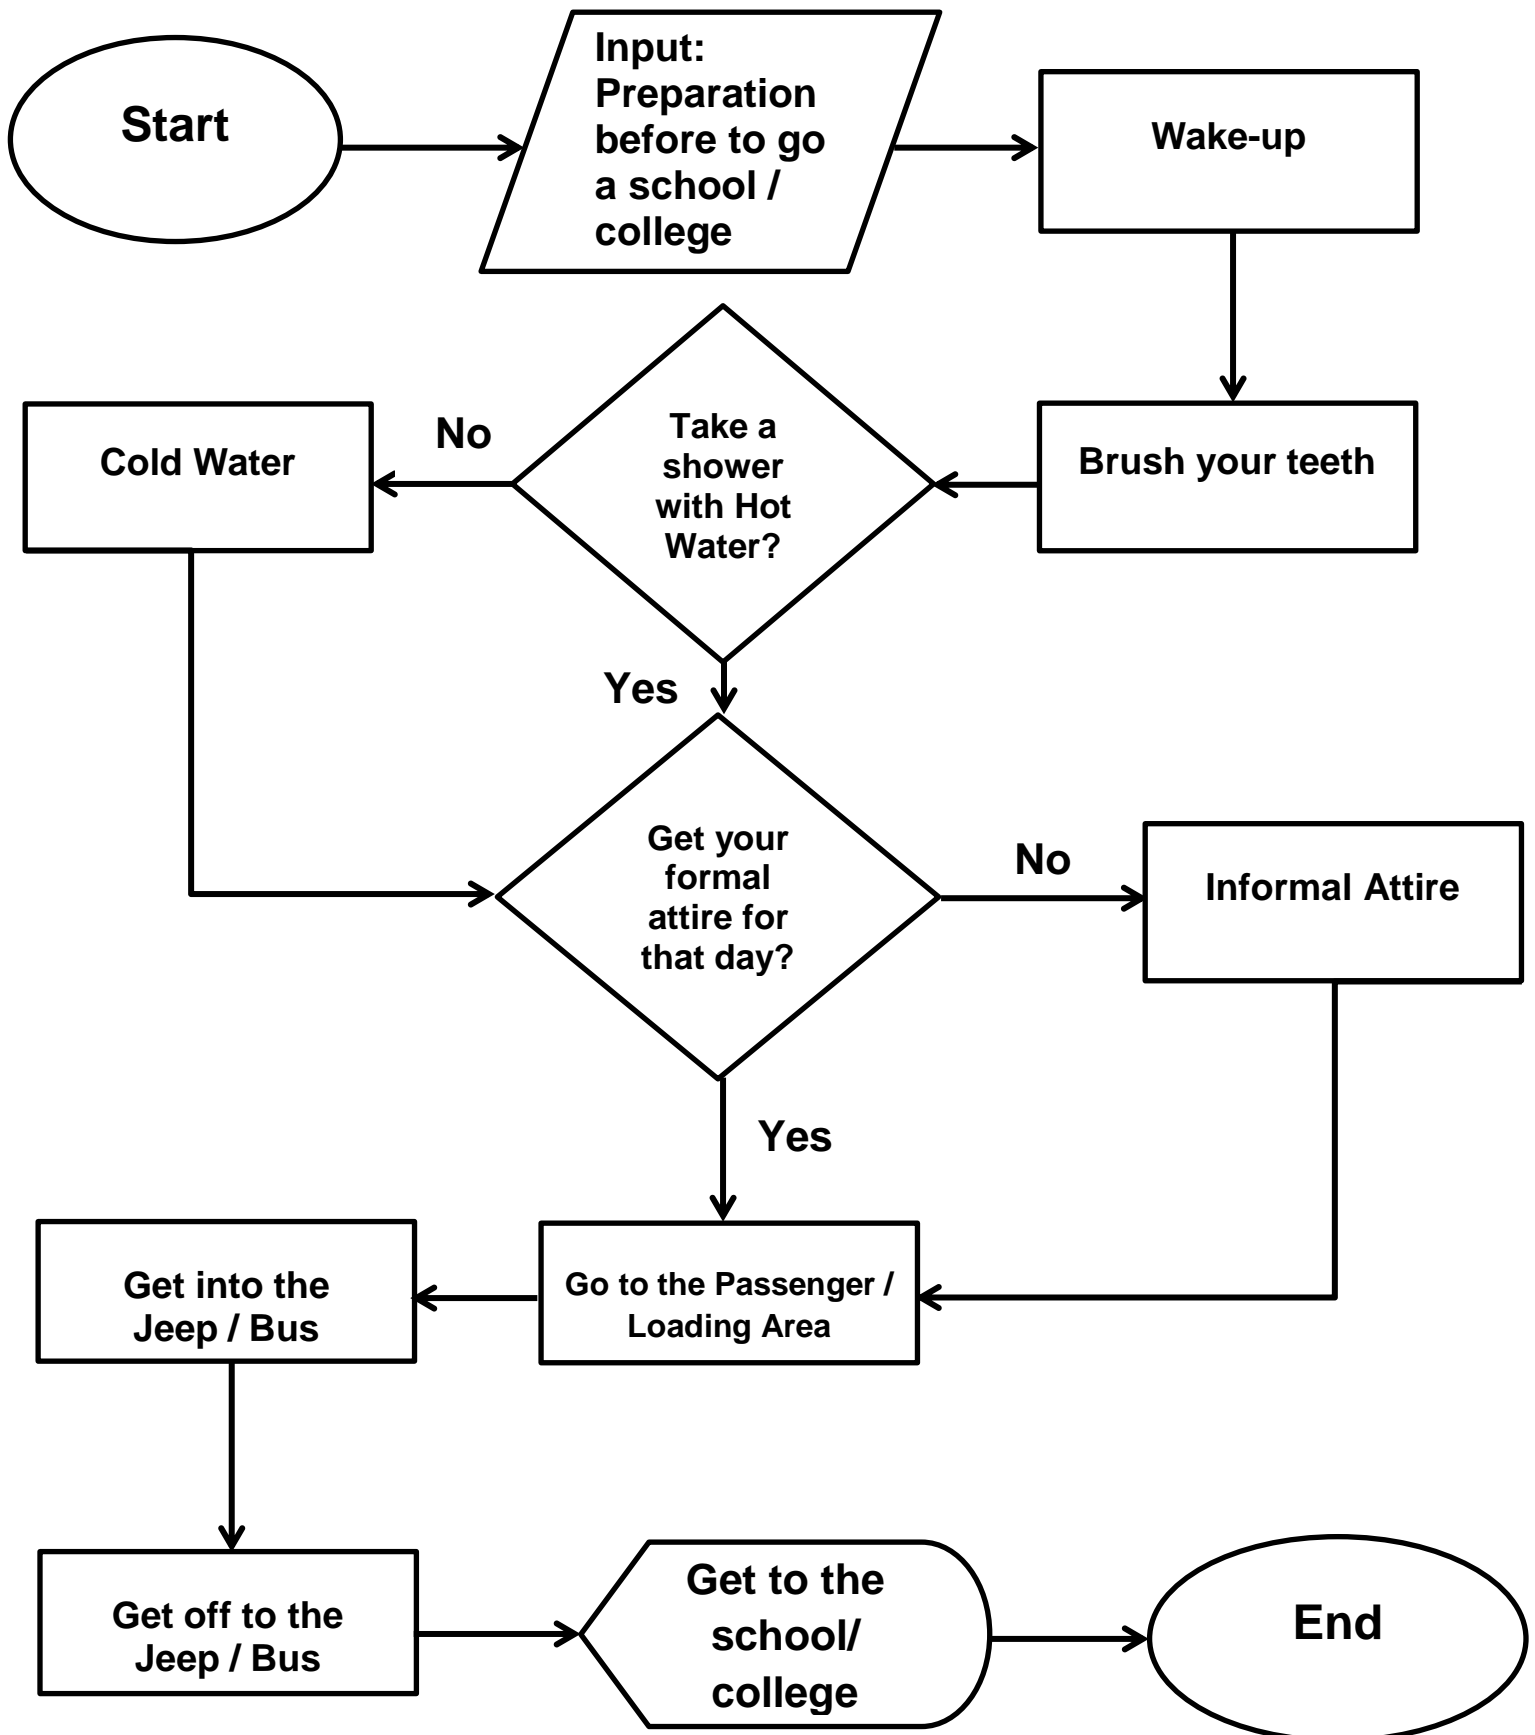 Start
Input:
Preparation
before to go
a school /
college
Wake-up
Brush your teeth
Take a
shower
with Hot
Water?
No
Cold Water
Yes
Get your
formal
attire for
that day?
No
Informal Attire
Yes
Go to the Passenger /
Loading Area
Get into the
Jeep / Bus
Get off to the
Jeep / Bus
Get to the
school/
college
End